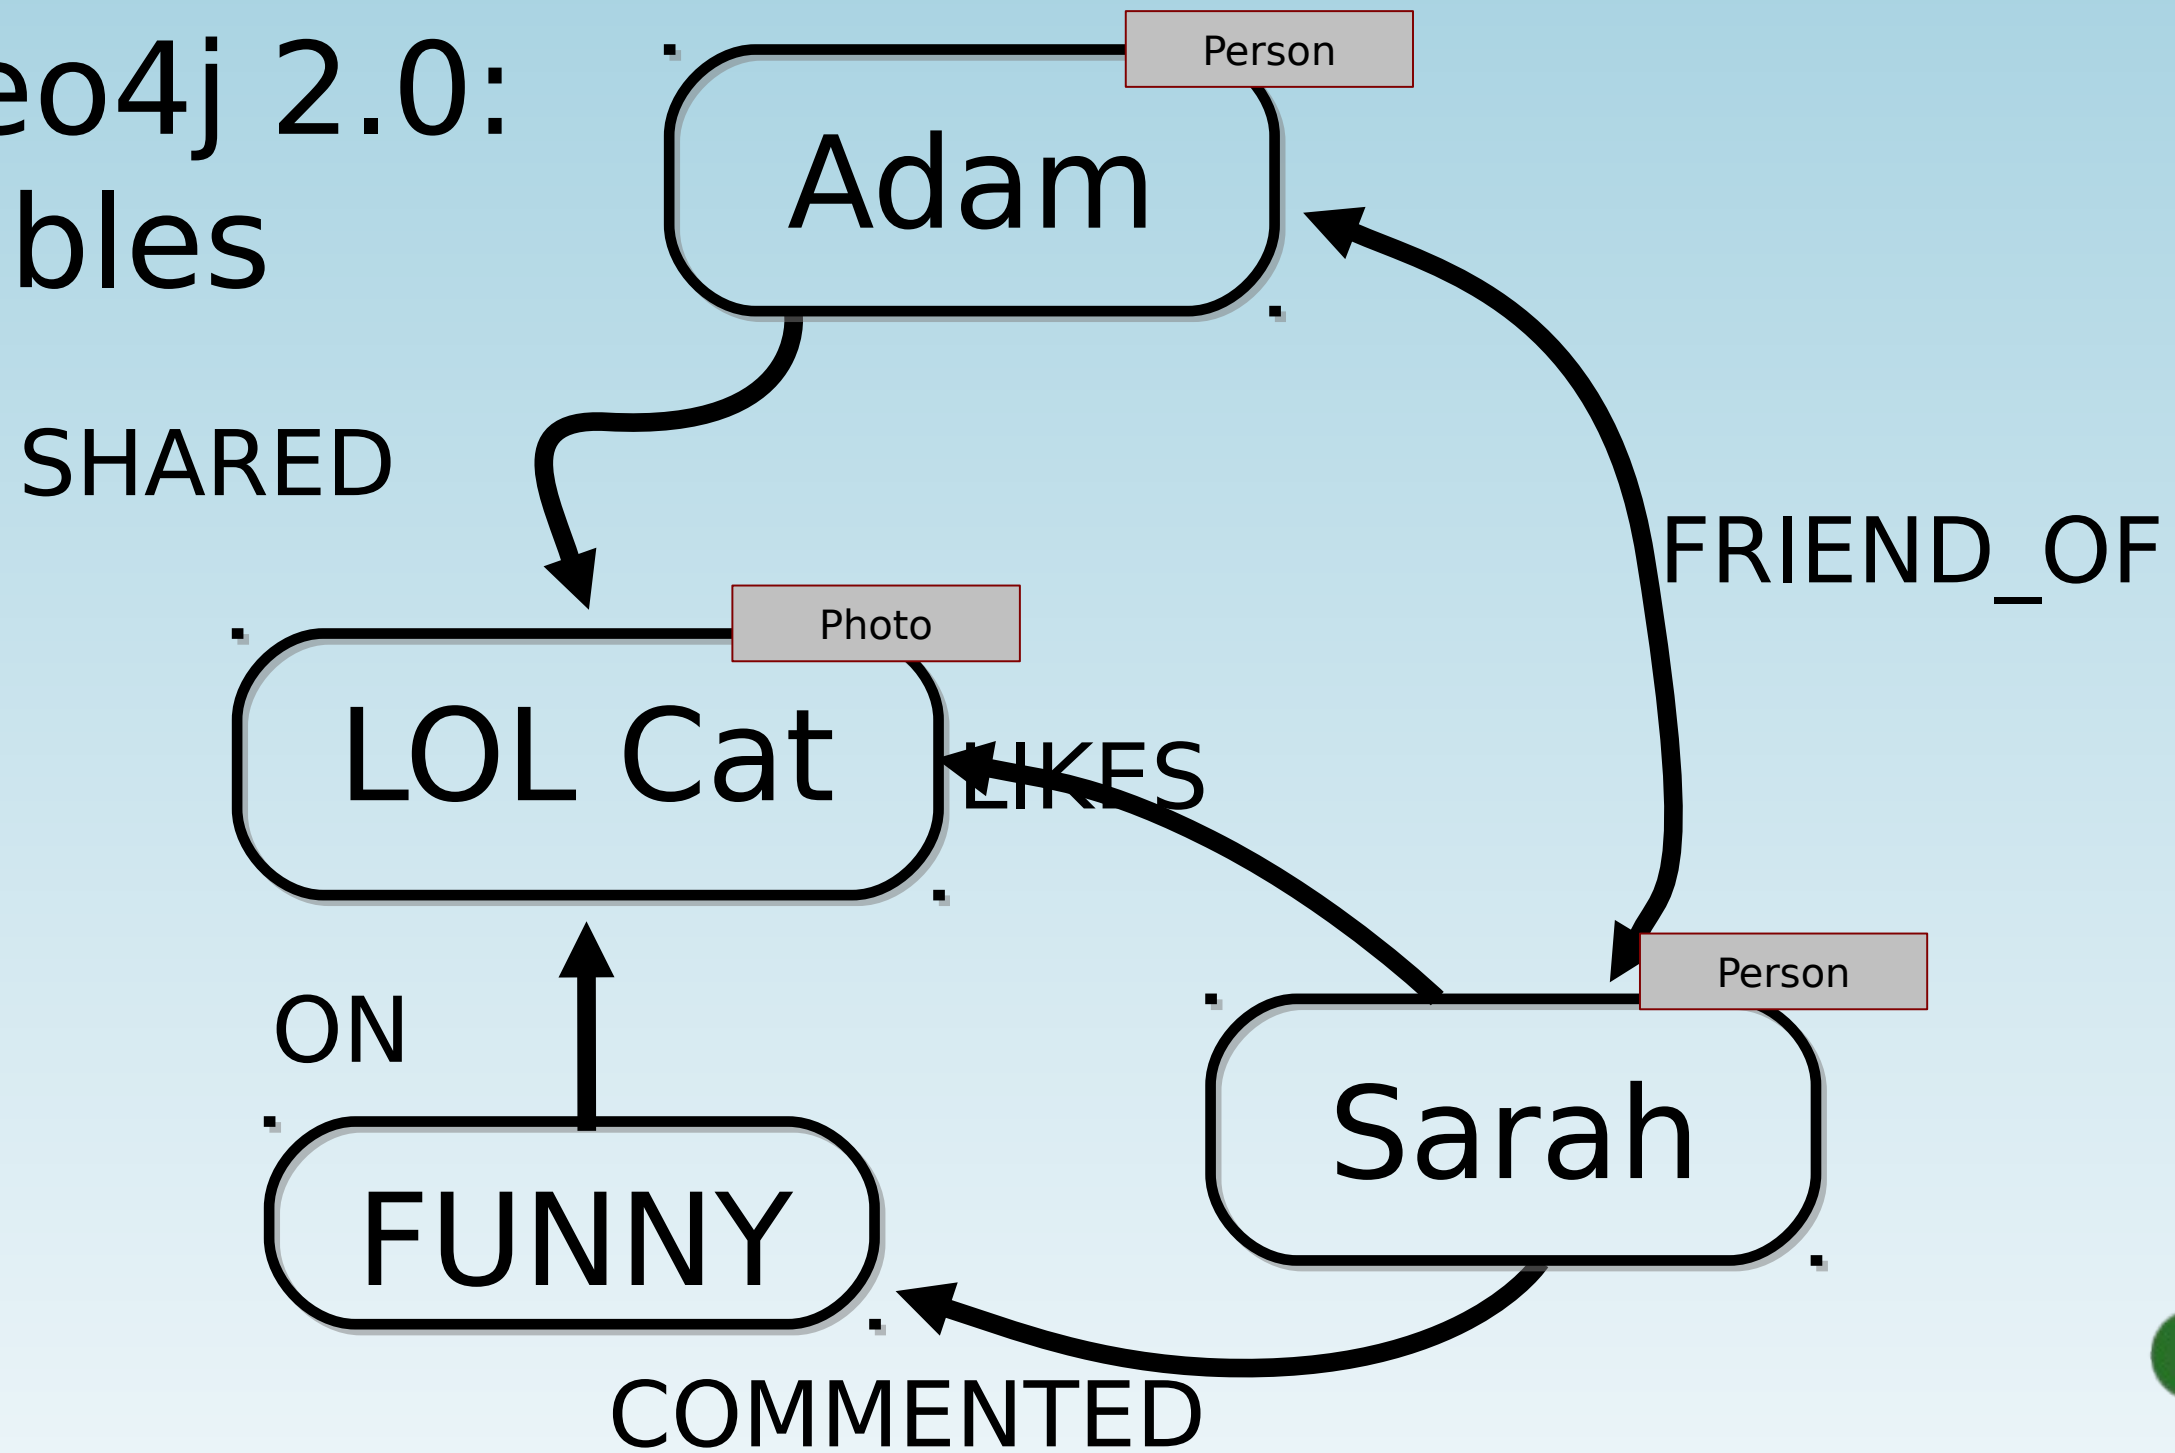 eo4j 2.0:
bles
Person
Adam
SHARED
FRIEND_OF
Photo
LOL Cat
LIKES
Person
ON
Sarah
FUNNY
COMMENTED